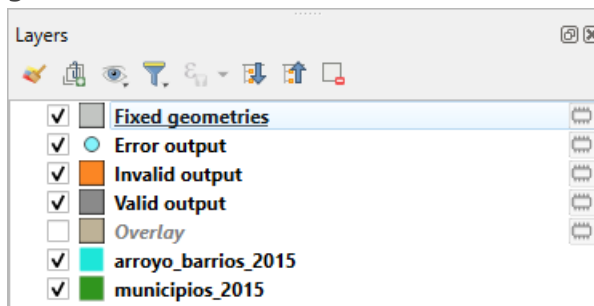 Layers
Fixed geometries
Error output
Invalid output
Valid output
Overlay
arroyo_barrios_2015
municipios_2015